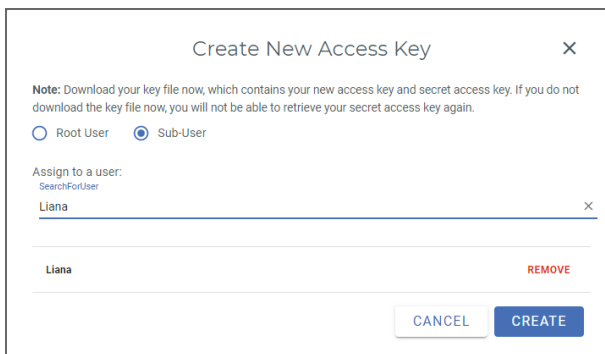 Create New Access Key
Note: Download your key file now, which contains your new access key and secret access key. If you do not
download the key file now, you will not be able to retrieve your secret access key again.
Root User Sub-User
Assign to a user:
SearchForUser
Liana
Liana REMOVE
CANCEL CREATE